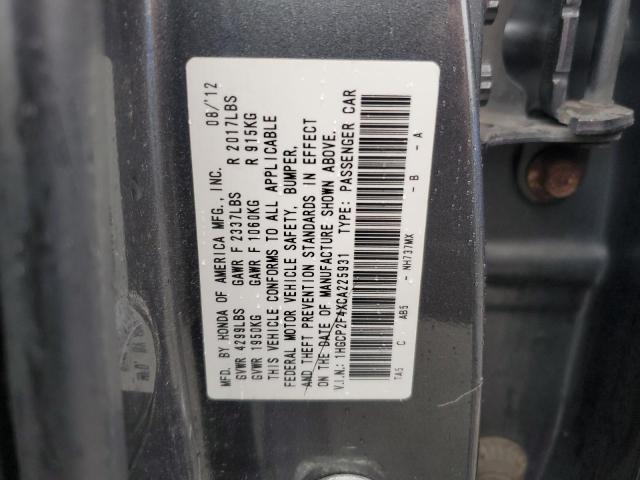 MFD. BY HONDA OF AMERICA MFG., INC. 08/'12
GVWR 4299LBS GAWR F 2337LBS R 2017LBS
GVWR 1950KG GAWR F 1060KG R 915KG
THIS VEHICLE CONFORMS TO ALL APPLICABLE
FEDERAL MOTOR VEHICLE SAFETY, BUMPER,
AND THEFT PREVENTION STANDARDS IN EFFECT
ON THE DATE OF MANUFACTURE SHOWN ABOVE.
V.I.N.: 1HGCP2F4XCA225931 TYPE: PASSENGER CAR
TA5 C AB5 - NH737MX - B - A